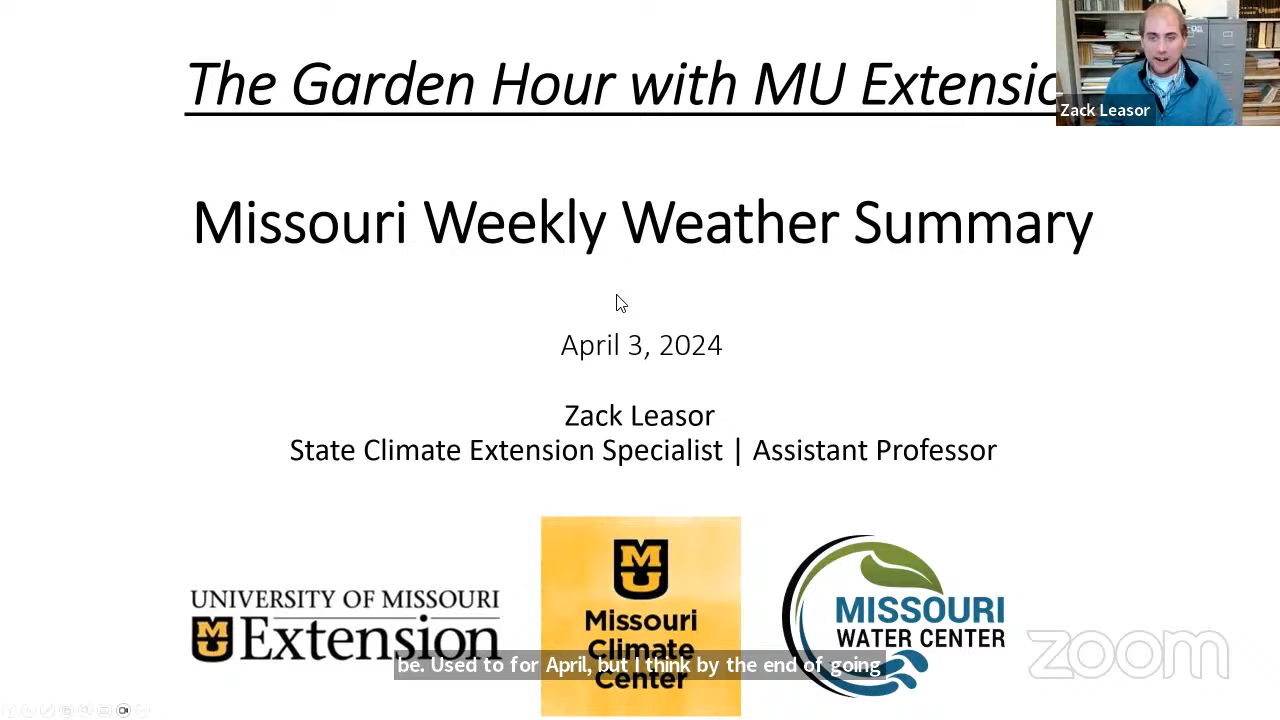 The Garden Hour with MU Extensio
Zack Leasor
Missouri Weekly Weather Summary
April 3, 2024
Zack Leasor
State Climate Extension Specialist | Assistant Professor
UNIVERSITY OF MISSOURI
Extension
Missouri
Climate
Center
MISSOURI
WATER CENTER
zoom
be. Used to for April, but I think by the end of going